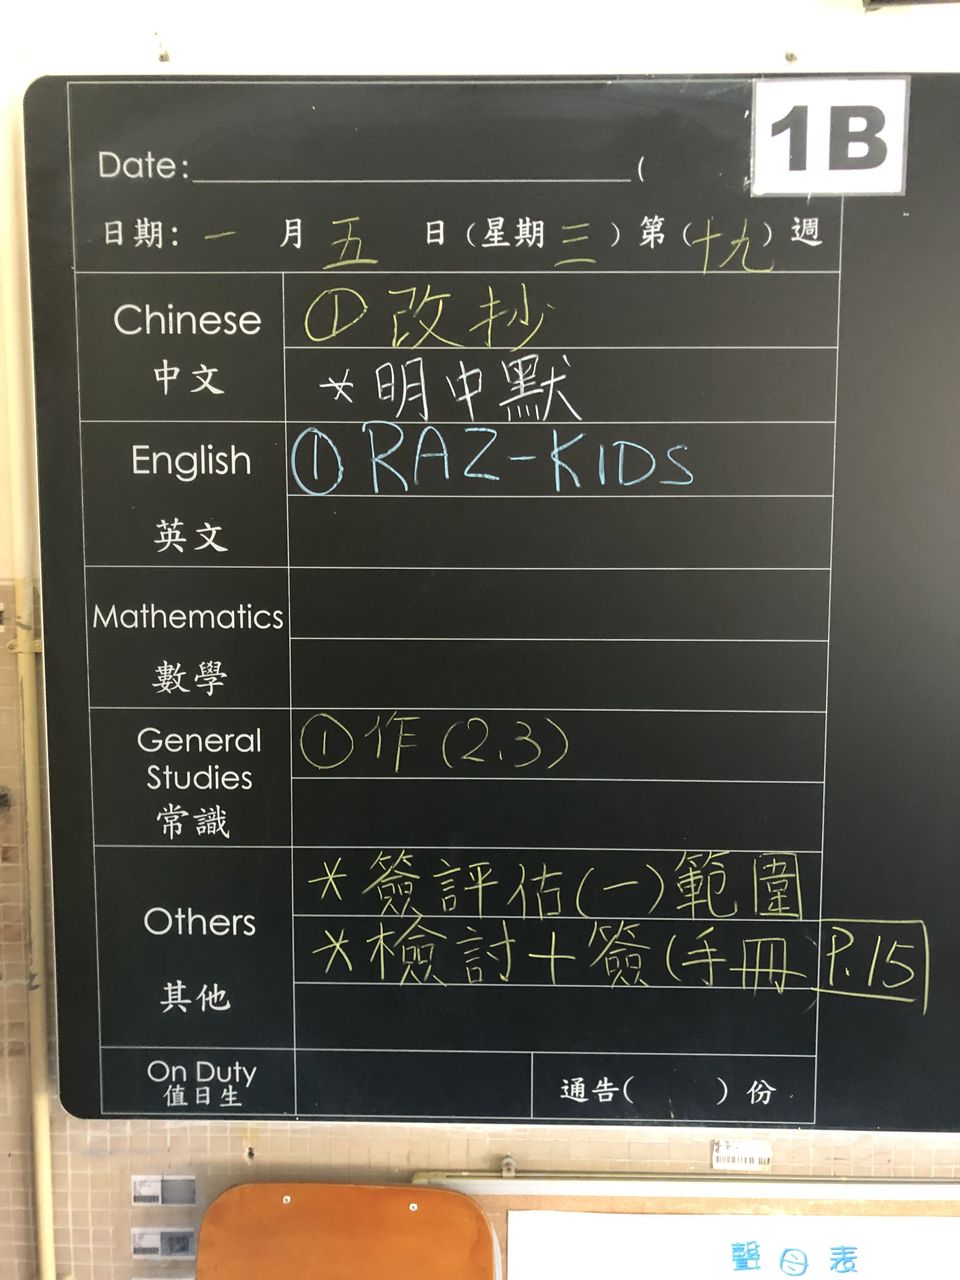 1B
Date: (
日期: 一 月 五 日 (星期 三) 第 (十九) 週
Chinese
中文
① 改抄
* 明中默
English
英文
① RAZ-KIDS
Mathematics
數學
General
Studies
常識
① 作 (2.3)
Others
其他
* 簽評估(一)範圍
* 檢討+簽(手冊 P.15
On Duty
值日生
通告( ) 份
聲母表